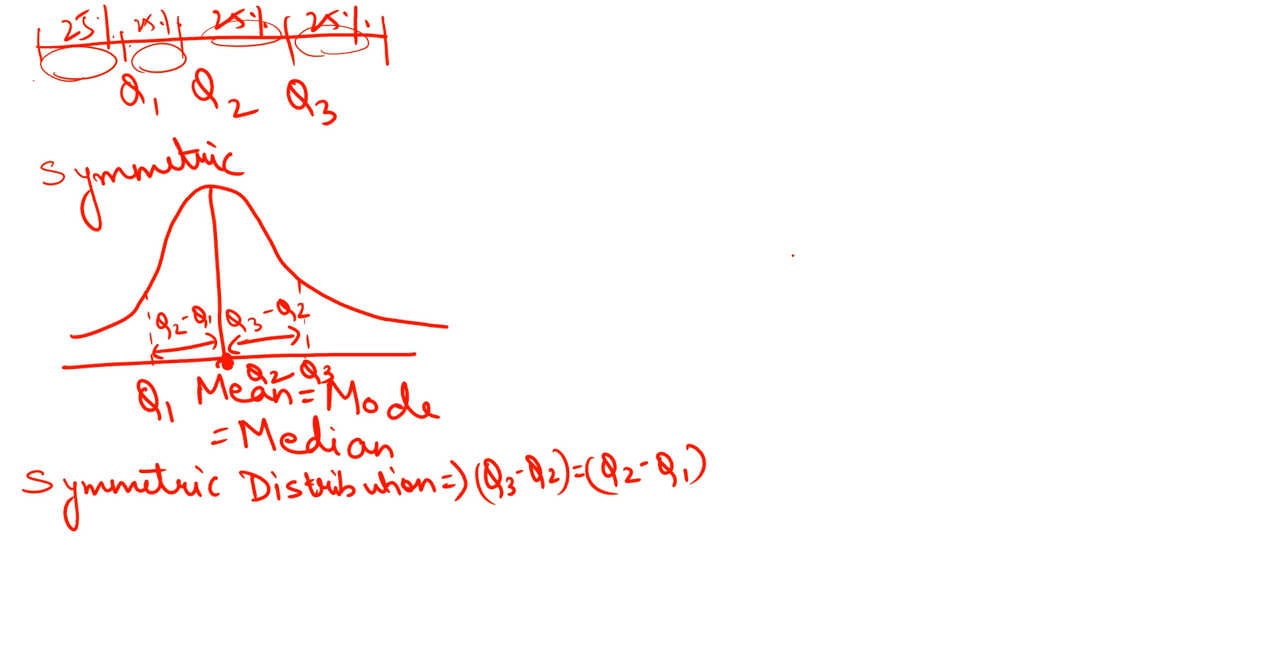 25% 25% 25% 25%
Q1 Q2 Q3
Symmetric
Q2-Q1 Q3-Q2
Q2 Q3
Q1 Mean=Mode
=Median
Symmetric Distribution=)(Q3-Q2)=(Q2-Q1)